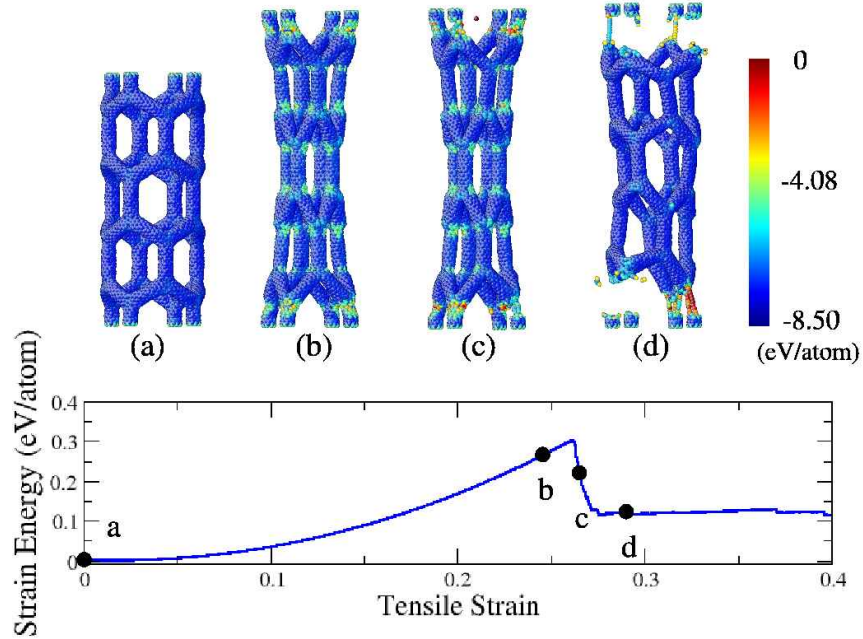 0
-4.08
-8.50
(eV/atom)
(a)
(b)
(c)
(d)
Strain Energy (eV/atom)
0.4
0.3
0.2
0.1
0
a
b
c
d
0
0.1
0.2
0.3
0.4
Tensile Strain